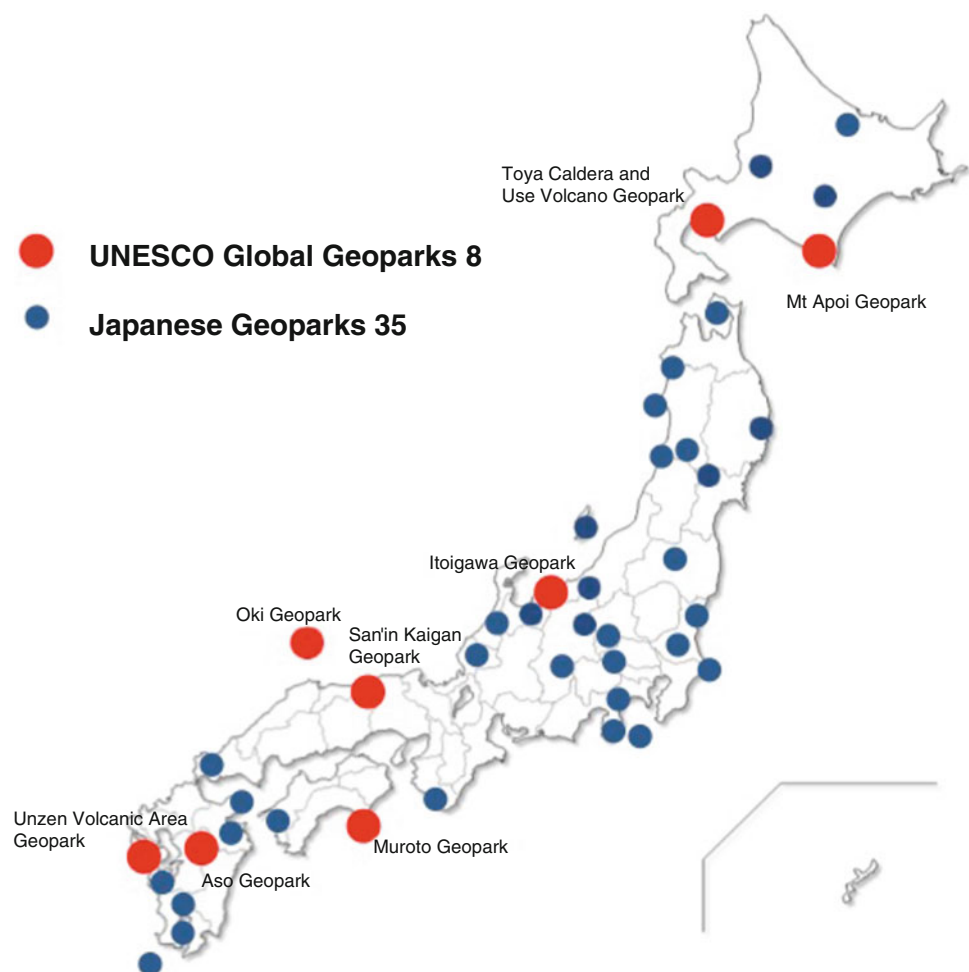 Toya Caldera and
Use Volcano Geopark
UNESCO Global Geoparks 8
Mt Apoi Geopark
Japanese Geoparks 35
Itoigawa Geopark
Oki Geopark
San'in Kaigan
Geopark
Unzen Volcanic Area
Geopark
Muroto Geopark
Aso Geopark